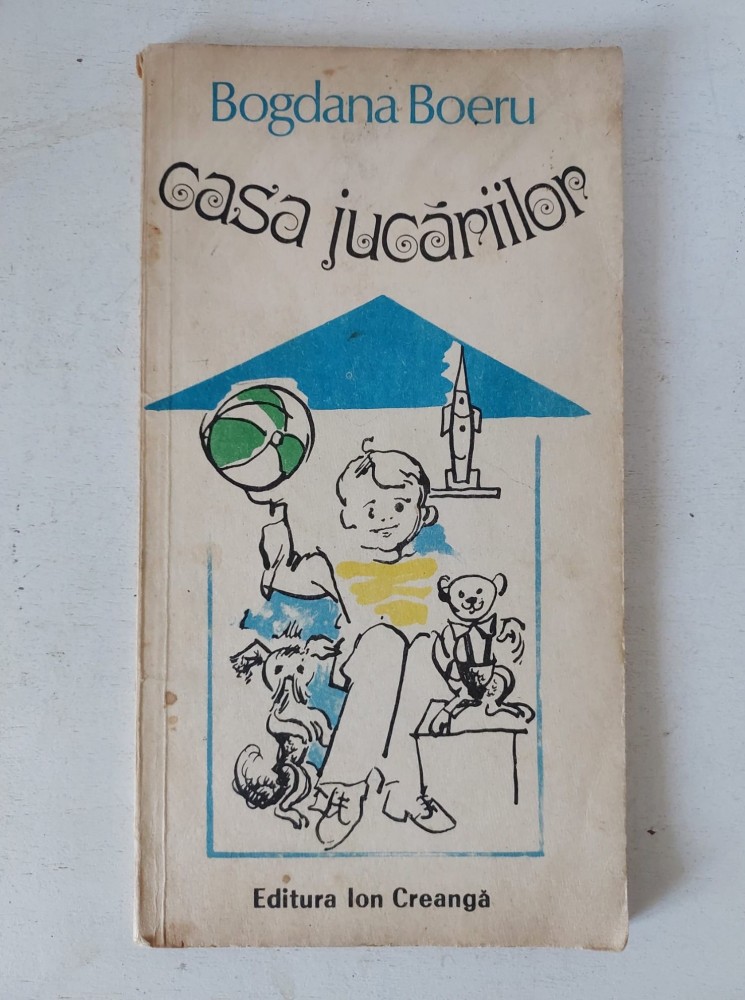 Bogdana Boeru
casa jucăriilor
Editura Ion Creangă